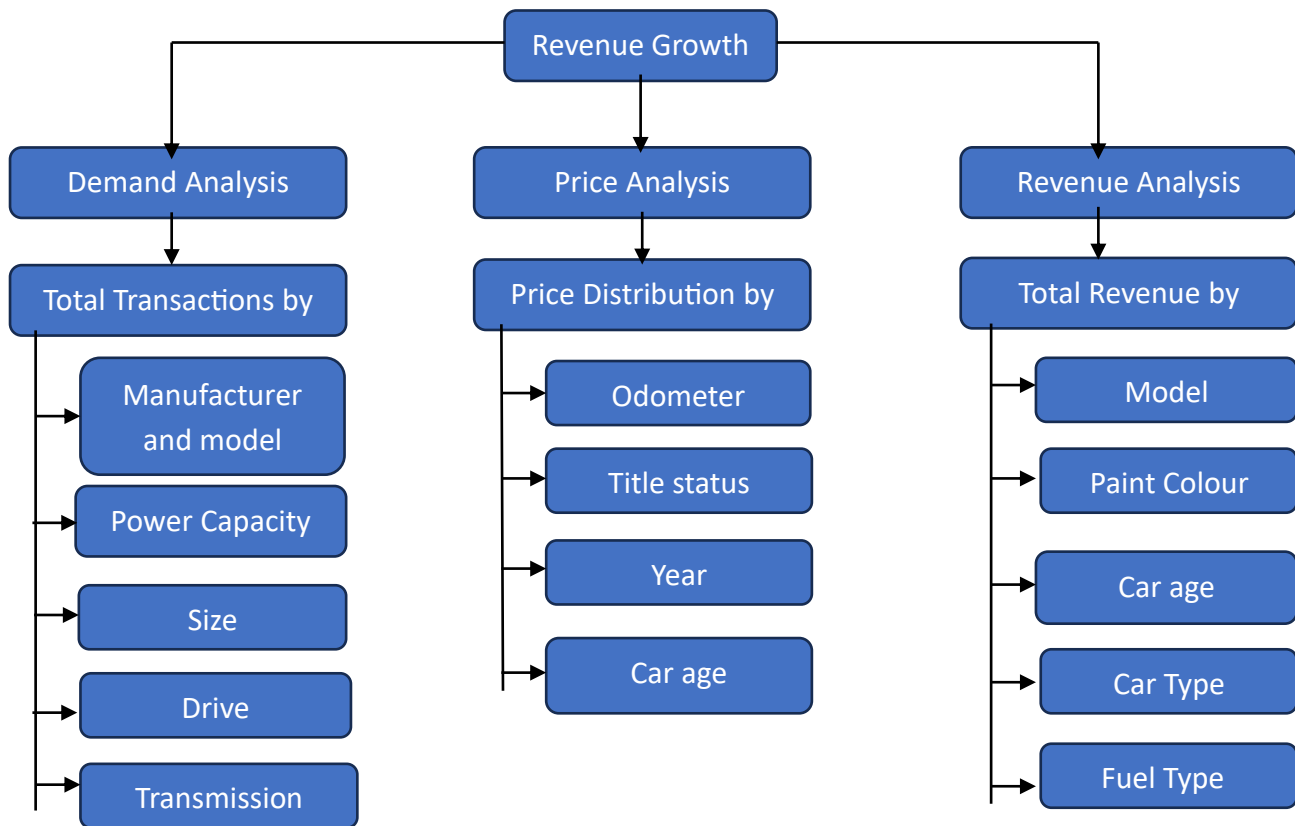 Revenue Growth
Demand Analysis
Price Analysis
Revenue Analysis
Total Transactions by
Price Distribution by
Total Revenue by
Manufacturer
and model
Power Capacity
Size
Drive
Transmission
Odometer
Title status
Year
Car age
Model
Paint Colour
Car age
Car Type
Fuel Type